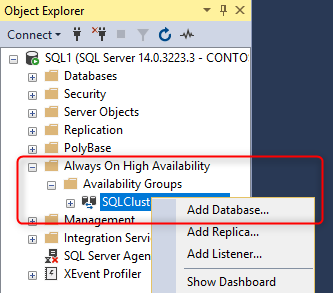 Object Explorer
Connect
SQL1 (SQL Server 14.0.3223.3 - CONTOS
Databases
Security
Server Objects
Replication
PolyBase
Always On High Availability
Availability Groups
SQLClust
Add Database...
Management
Add Replica...
Integration Servic
Add Listener...
SQL Server Agen
XEvent Profiler
Show Dashboard